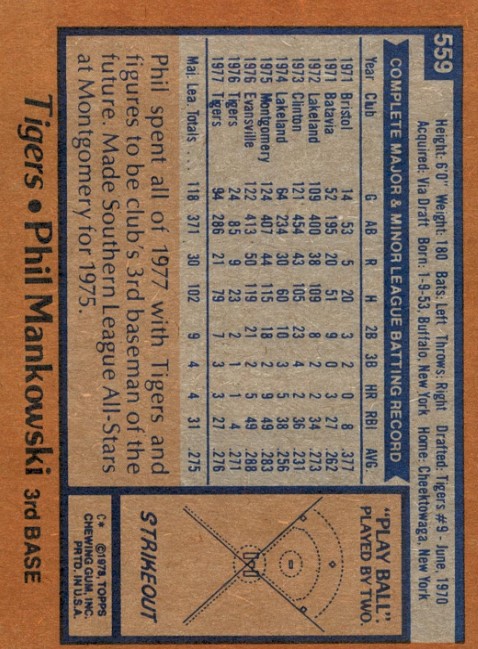 559
Height: 6'0" Weight: 180 Bats: Left Throws: Right Drafted: Tigers #9 - June, 1970
Acquired: Via Draft Born: 1-9-53, Buffalo, New York Home: Cheektowaga, New York
COMPLETE MAJOR & MINOR LEAGUE BATTING RECORD
Year Club G AB R H 2B 3B HR RBI AVG.
1971 Bristol 14 53 5 20 3 2 0 8 .377
1971 Batavia 52 195 20 51 9 0 3 27 .262
1972 Lakeland 109 400 38 109 8 2 2 34 .273
1973 Clinton 121 454 43 105 23 4 2 36 .231
1974 Lakeland 64 234 30 60 10 3 5 38 .256
1975 Montgomery 124 407 44 115 18 2 9 49 .283
1976 Evansville 122 413 50 119 21 2 5 49 .288
1976 Tigers 24 85 9 23 2 1 1 4 .271
1977 Tigers 94 286 21 79 7 3 3 27 .276
Maj. Lea. Totals . . . 118 371 30 102 9 4 4 31 .275
Phil spent all of 1977 with Tigers and
figures to be club's 3rd baseman of the
future. Made Southern League All-Stars
at Montgomery for 1975.
"PLAY BALL"
PLAYED BY TWO.
STRIKEOUT
C* ©1978 TOPPS
CHEWING GUM, INC.
PRTD. IN U.S.A.
Tigers • Phil Mankowski 3rd BASE